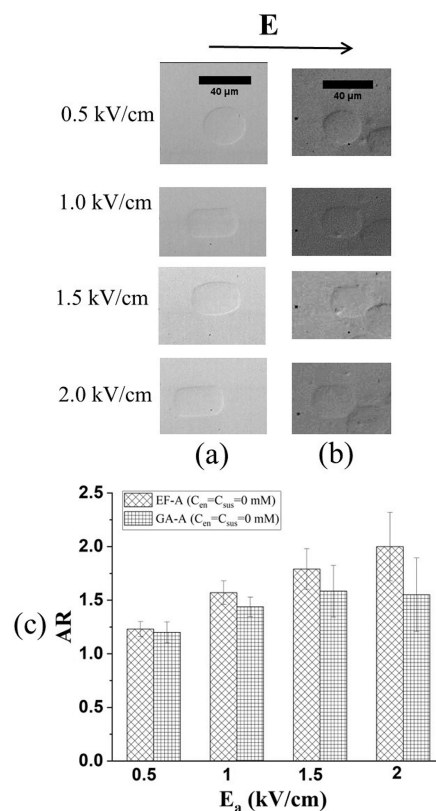 E
40 µm
40 µm
0.5 kV/cm
1.0 kV/cm
1.5 kV/cm
2.0 kV/cm
(a) (b)
(c)
AR
2.5
2.0
1.5
1.0
0.5
0.0
EF-A (Cen=Csus=0 mM)
GA-A (Cen=Csus=0 mM)
0.5 1 1.5 2
Ea (kV/cm)